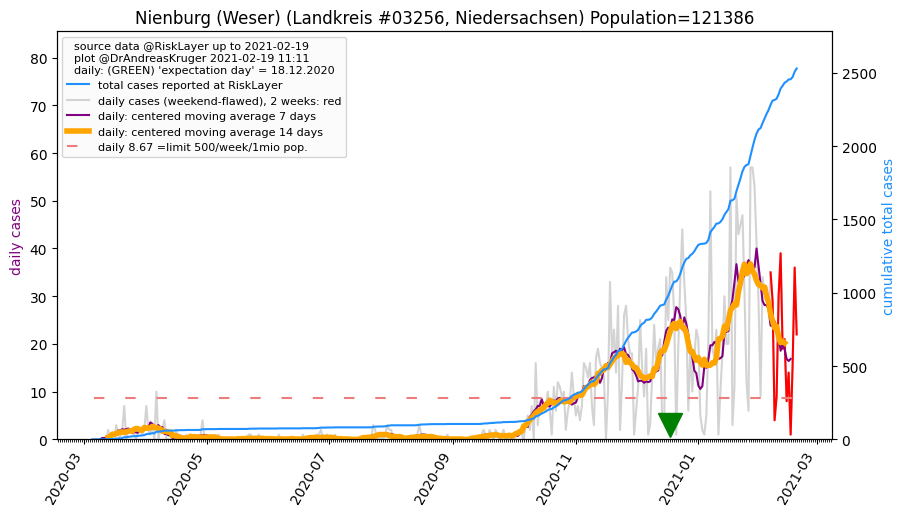 Nienburg (Weser) (Landkreis #03256, Niedersachsen) Population=121386
source data @RiskLayer up to 2021-02-19
plot @DrAndreasKruger 2021-02-19 11:11
daily: (GREEN) 'expectation day' = 18.12.2020
total cases reported at RiskLayer
daily cases (weekend-flawed), 2 weeks: red
daily: centered moving average 7 days
daily: centered moving average 14 days
daily 8.67 =limit 500/week/1mio pop.
daily cases
80
70
60
50
40
30
20
10
0
cumulative total cases
2500
2000
1500
1000
500
0
2020-03
2020-05
2020-07
2020-09
2020-11
2021-01
2021-03